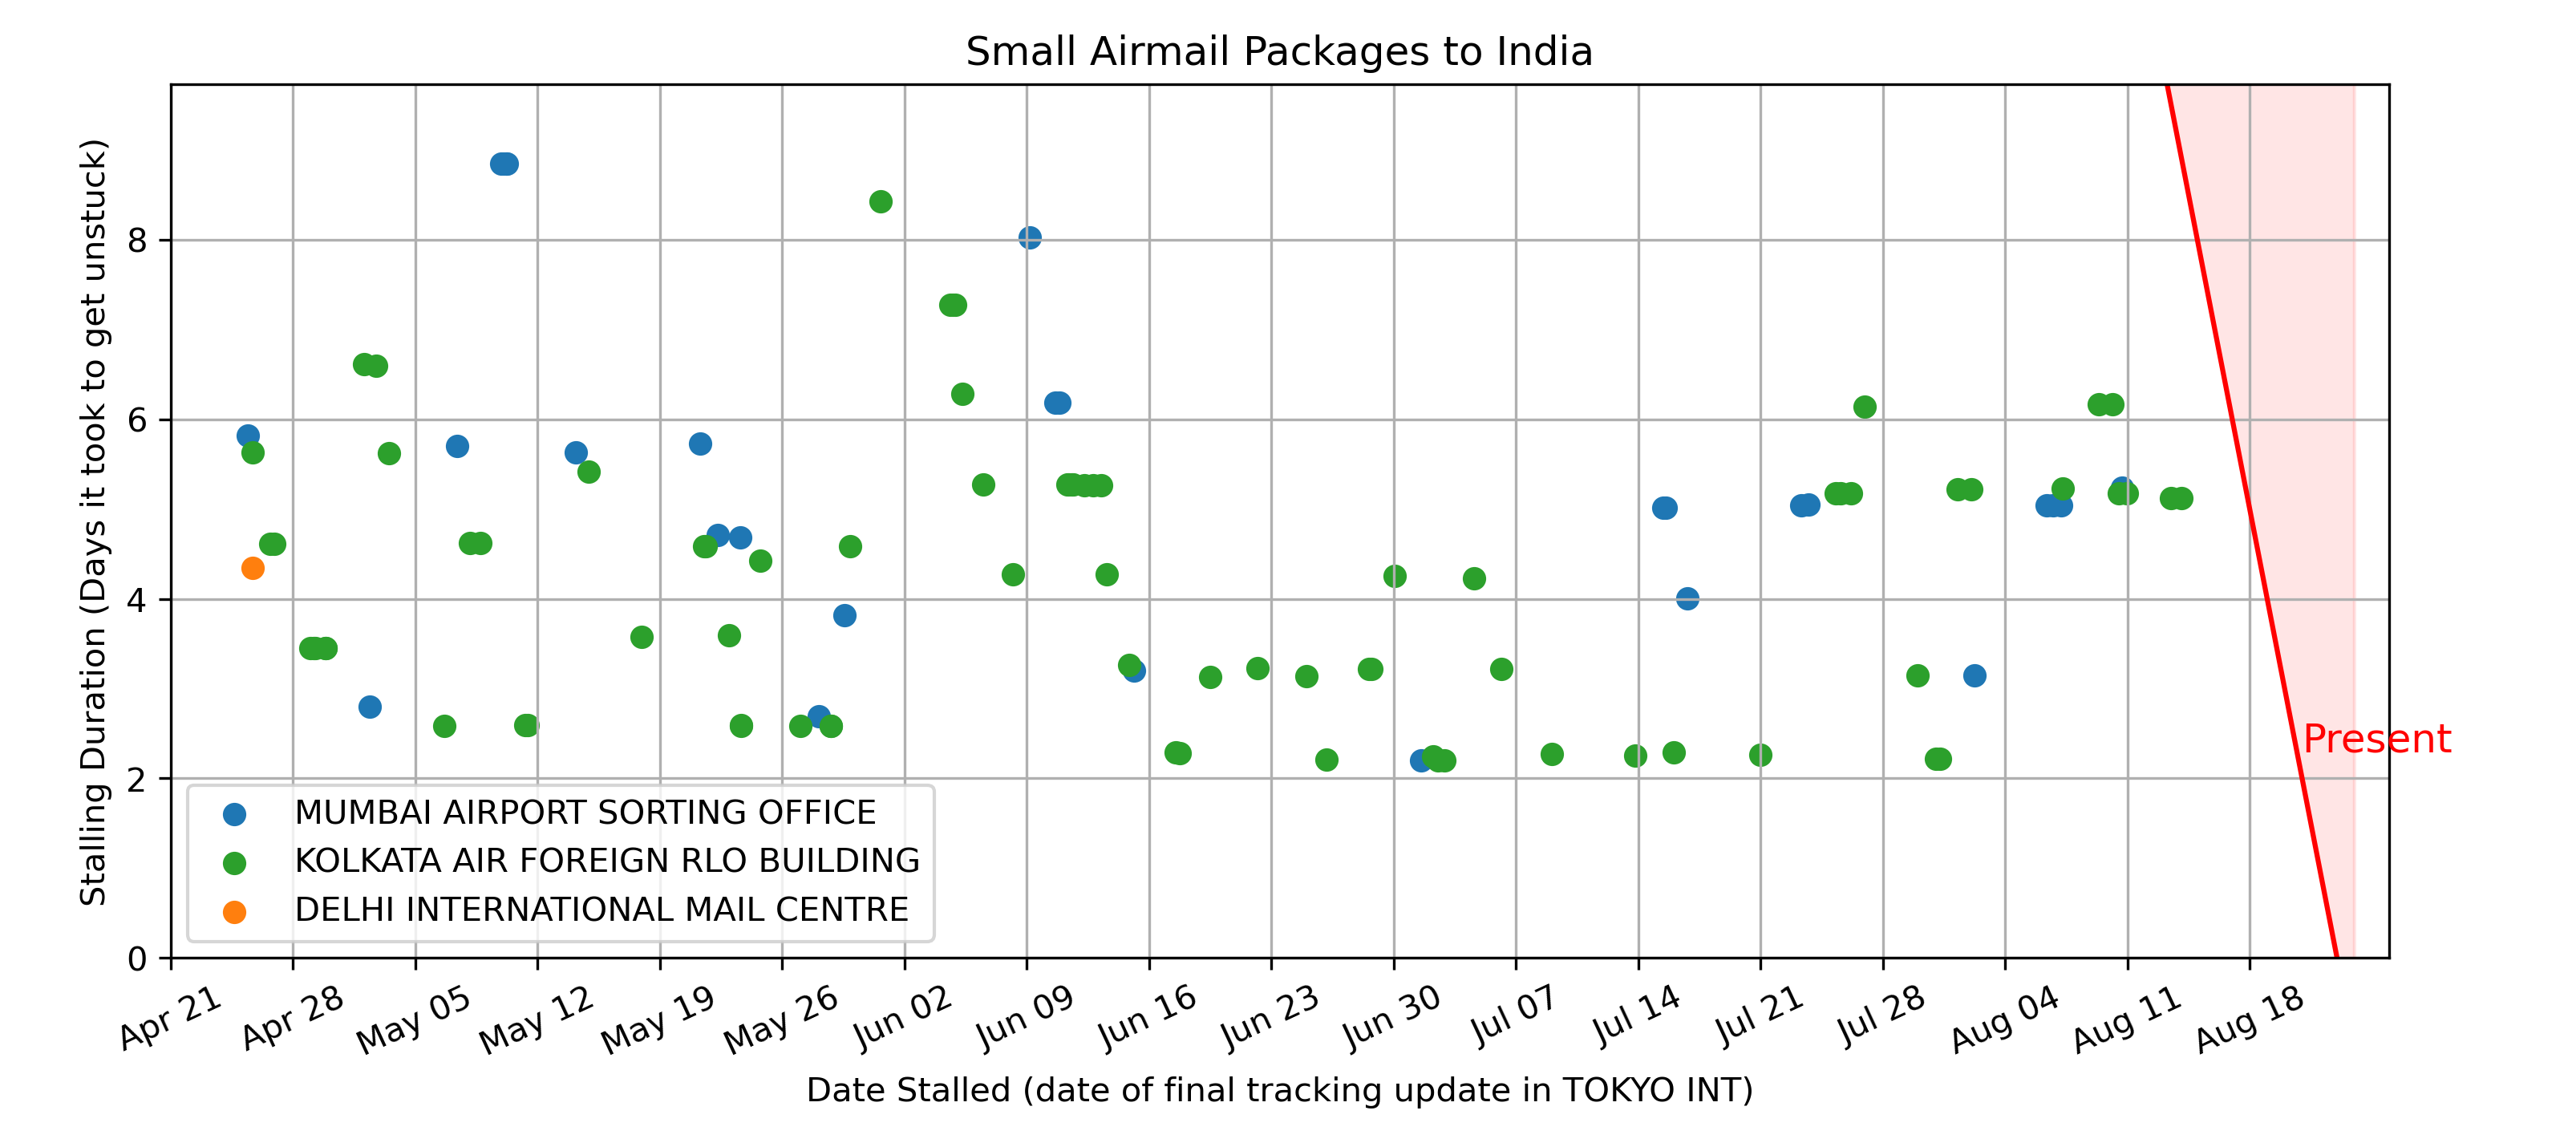 Small Airmail Packages to India
Stalling Duration (Days it took to get unstuck)
8
6
4
2
0
Present
MUMBAI AIRPORT SORTING OFFICE
KOLKATA AIR FOREIGN RLO BUILDING
DELHI INTERNATIONAL MAIL CENTRE
Apr 21 Apr 28 May 05 May 12 May 19 May 26 Jun 02 Jun 09 Jun 16 Jun 23 Jun 30 Jul 07 Jul 14 Jul 21 Jul 28 Aug 04 Aug 11 Aug 18
Date Stalled (date of final tracking update in TOKYO INT)